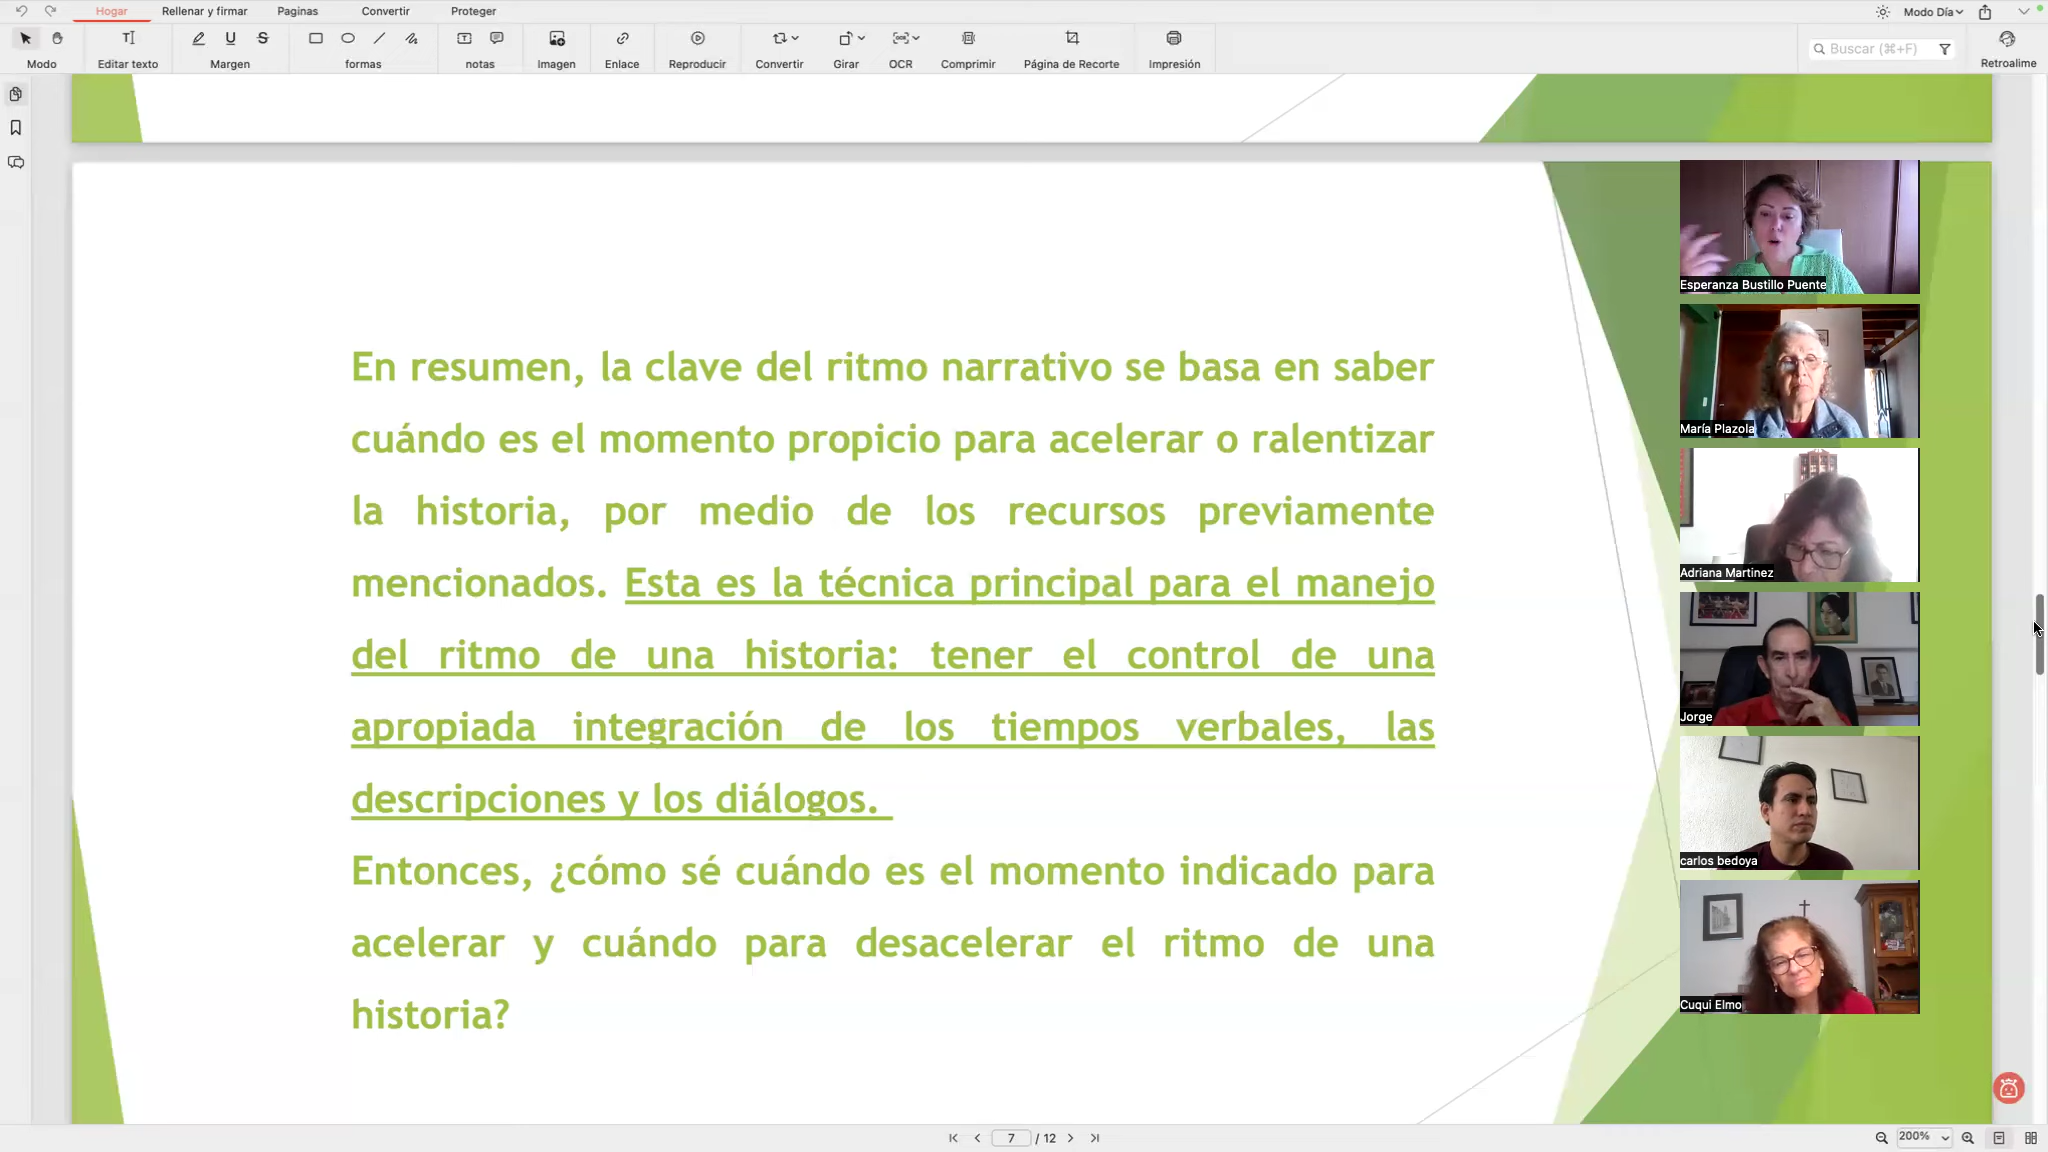 Hogar Rellenar y firmar Paginas Convertir Proteger Modo Día
Modo Editar texto Margen formas notas Imagen Enlace Reproducir Convertir Girar OCR Comprimir Página de Recorte Impresión Buscar (⌘+F) Retroalime
En resumen, la clave del ritmo narrativo se basa en saber
cuándo es el momento propicio para acelerar o ralentizar
la historia, por medio de los recursos previamente
mencionados. Esta es la técnica principal para el manejo
del ritmo de una historia: tener el control de una
apropiada integración de los tiempos verbales, las
descripciones y los diálogos.
Entonces, ¿cómo sé cuándo es el momento indicado para
acelerar y cuándo para desacelerar el ritmo de una
historia?
Esperanza Bustillo Puente
María Plazola
Adriana Martinez
Jorge
carlos bedoya
Cuqui Elmo
7 / 12 200%